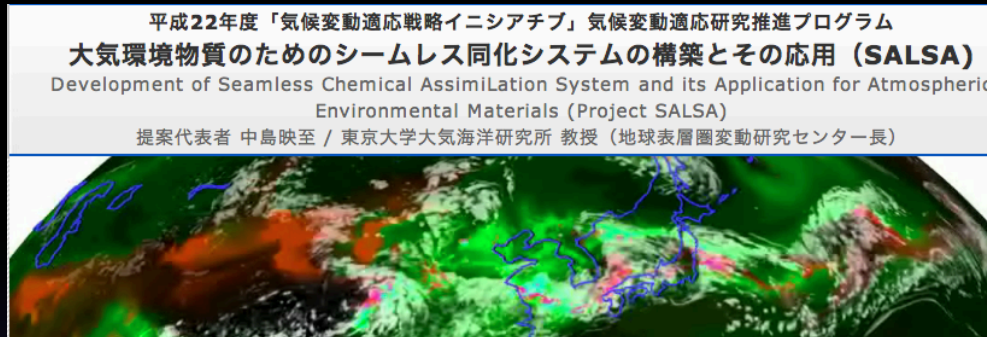 平成22年度「気候変動適応戦略イニシアチブ」気候変動適応研究推進プログラム
大気環境物質のためのシームレス同化システムの構築とその応用（SALSA）
Development of Seamless Chemical AssimiLation System and its Application for Atmospheric
Environmental Materials (Project SALSA)
提案代表者 中島映至 / 東京大学大気海洋研究所 教授（地球表層圏変動研究センター長）